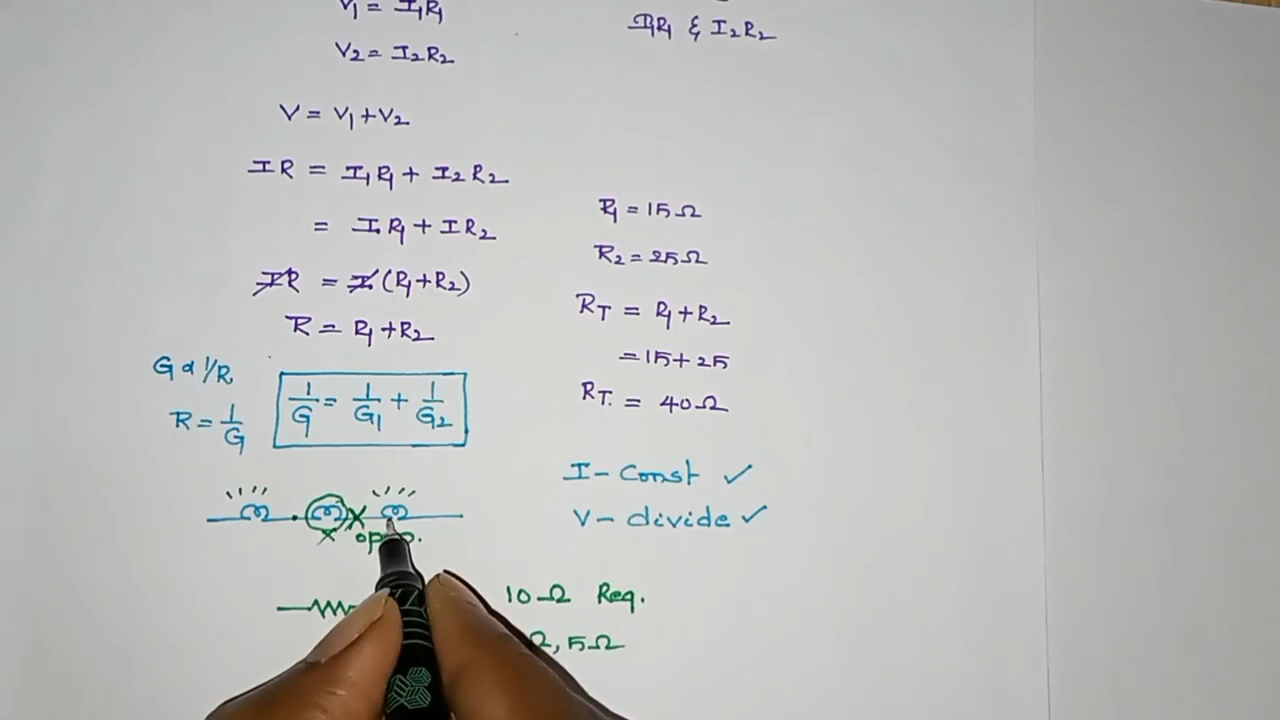 V1 = I1R1
V2 = I2R2
V = V1 + V2
IR = I1R1 + I2R2
= I.R1 + IR2
IR = I.(R1+R2)
R = R1+R2
G α 1/R
R = 1/G
1/G = 1/G1 + 1/G2
I1R1 & I2R2
R1 = 15Ω
R2 = 25Ω
RT = R1+R2
= 15+25
RT. = 40Ω
I - Const ✓
V - divide ✓
X
X
10Ω Req.
Ω, 5Ω